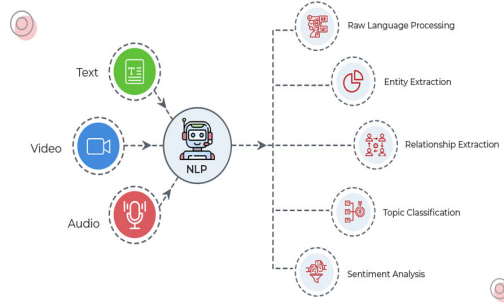 Text
Video
Audio
NLP
Raw Language Processing
Entity Extraction
Relationship Extraction
Topic Classification
Sentiment Analysis